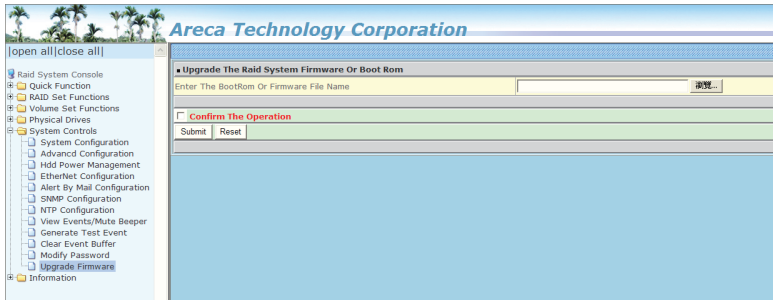 Areca Technology Corporation
|open all|close all|
Raid System Console
Quick Function
RAID Set Functions
Volume Set Functions
Physical Drives
System Controls
System Configuration
Advancd Configuration
Hdd Power Management
EtherNet Configuration
Alert By Mail Configuration
SNMP Configuration
NTP Configuration
View Events/Mute Beeper
Generate Test Event
Clear Event Buffer
Modify Password
Upgrade Firmware
Information
Upgrade The Raid System Firmware Or Boot Rom
Enter The BootRom Or Firmware File Name
瀏覽...
Confirm The Operation
Submit Reset